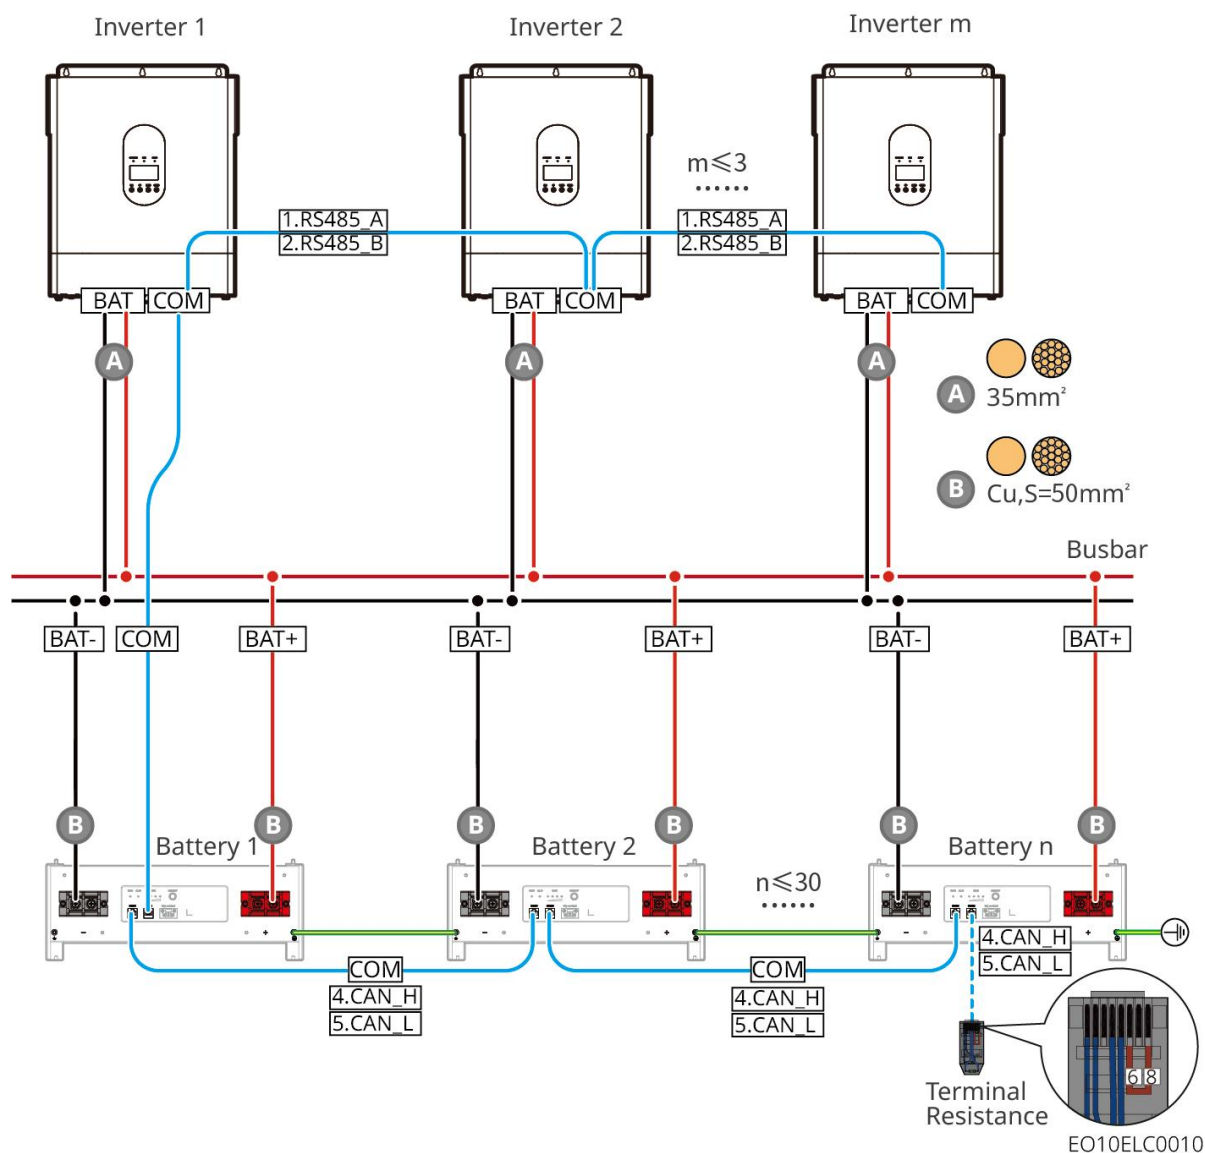 Inverter 1
Inverter 2
Inverter m
m≤3
1.RS485_A
2.RS485_B
1.RS485_A
2.RS485_B
BAT
COM
BAT
COM
BAT
COM
A
A
A
A
35mm²
B
Cu,S=50mm²
Busbar
BAT-
COM
BAT+
BAT-
BAT+
BAT-
BAT+
B
B
B
B
B
B
Battery 1
Battery 2
Battery n
n≤30
-
+
-
+
-
+
COM
4.CAN_H
5.CAN_L
COM
4.CAN_H
5.CAN_L
4.CAN_H
5.CAN_L
6
8
Terminal
Resistance
EO10ELC0010